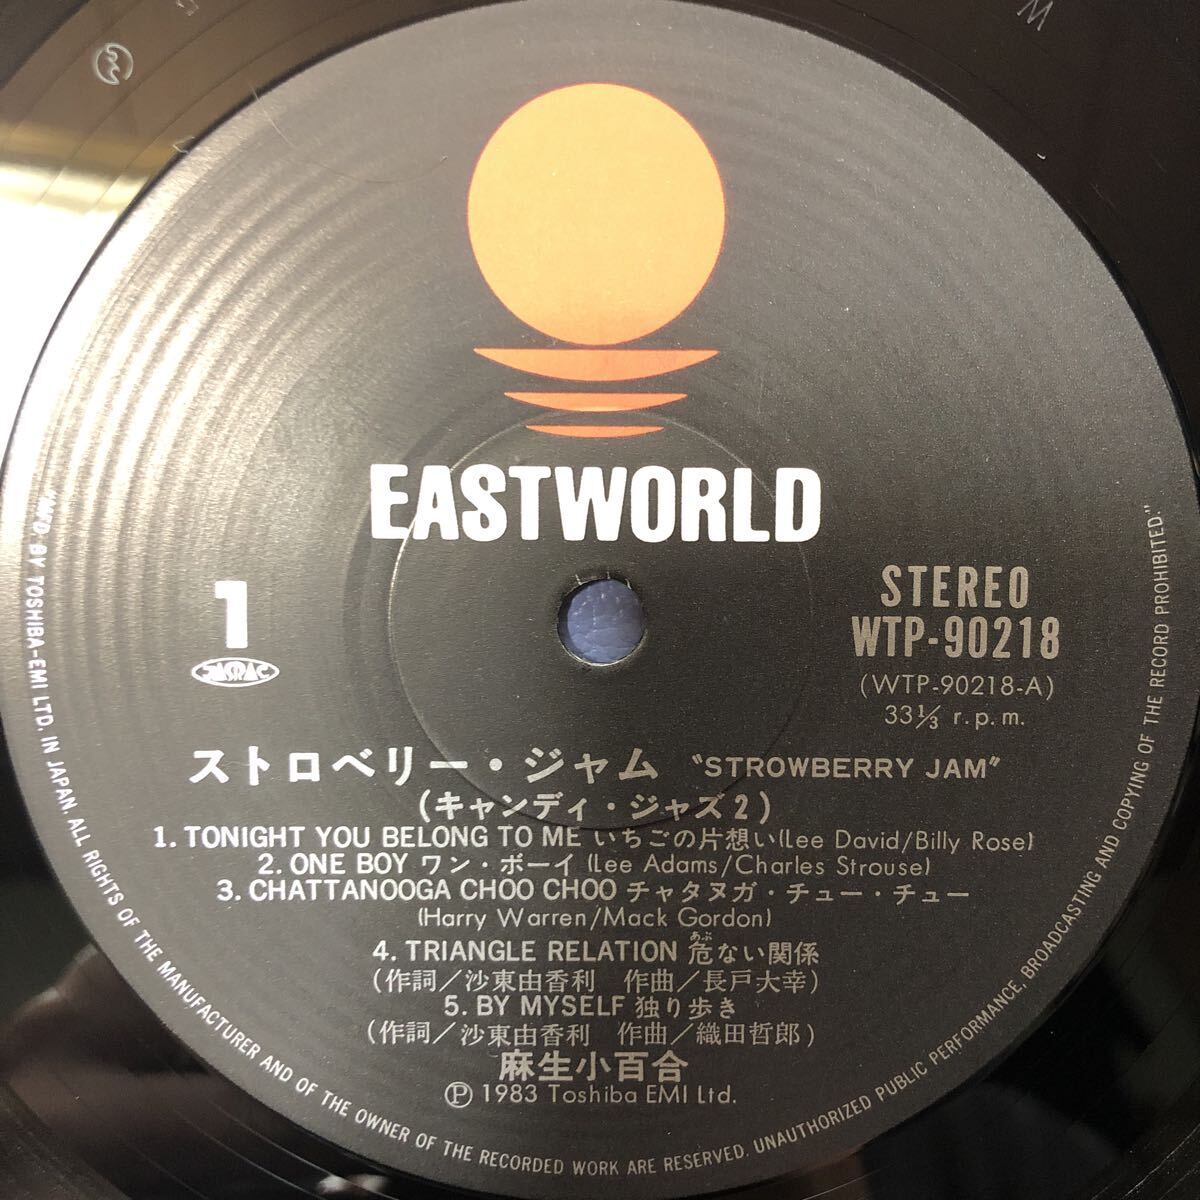 EASTWORLD
1
JASRAC
STEREO
WTP-90218
(WTP-90218-A)
33⅓ r.p.m.
ストロベリー・ジャム "STROWBERRY JAM"
(キャンディ・ジャズ2)
1. TONIGHT YOU BELONG TO ME いちごの片想い(Lee David/Billy Rose)
2. ONE BOY ワン・ボーイ (Lee Adams/Charles Strouse)
3. CHATTANOOGA CHOO CHOO チャタヌガ・チュー・チュー
(Harry Warren/Mack Gordon)
あぶ
4. TRIANGLE RELATION 危ない関係
(作詞/沙東由香利 作曲/長戸大幸)
5. BY MYSELF 独り歩き
(作詞/沙東由香利 作曲/織田哲郎)
麻生小百合
Ⓟ 1983 Toshiba EMI Ltd.
M'F'D BY TOSHIBA-EMI LTD. IN JAPAN. ALL RIGHTS OF THE MANUFACTURER AND OF THE OWNER OF THE RECORDED WORK ARE RESERVED. UNAUTHORIZED PUBLIC PERFORMANCE, BROADCASTING AND COPYING OF THE RECORD PROHIBITED."